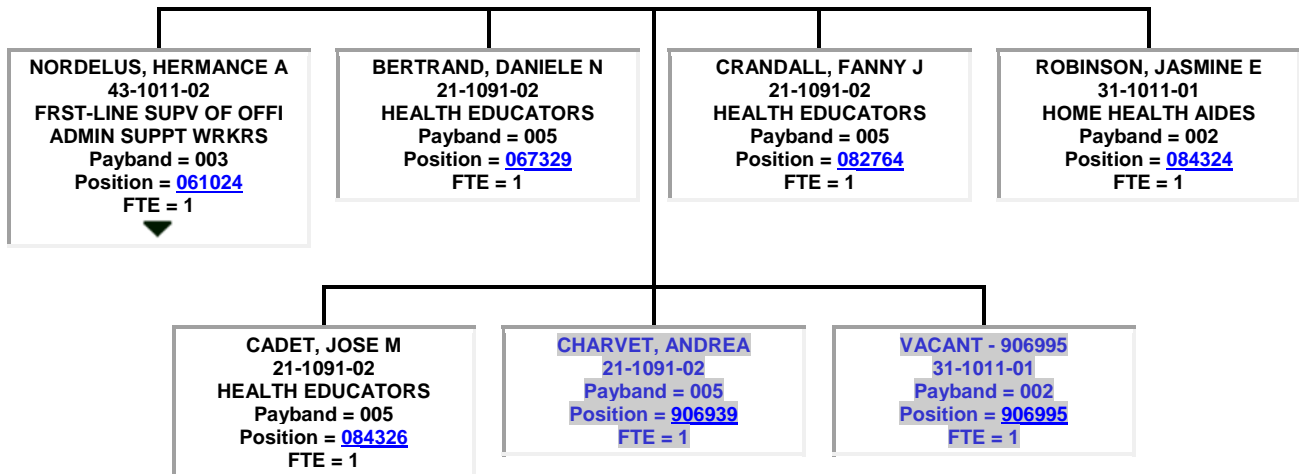 NORDELUS, HERMANCE A
43-1011-02
FRST-LINE SUPV OF OFFI
ADMIN SUPPT WRKRS
Payband = 003
Position = 061024
FTE = 1
BERTRAND, DANIELE N
21-1091-02
HEALTH EDUCATORS
Payband = 005
Position = 067329
FTE = 1
CRANDALL, FANNY J
21-1091-02
HEALTH EDUCATORS
Payband = 005
Position = 082764
FTE = 1
ROBINSON, JASMINE E
31-1011-01
HOME HEALTH AIDES
Payband = 002
Position = 084324
FTE = 1
CADET, JOSE M
21-1091-02
HEALTH EDUCATORS
Payband = 005
Position = 084326
FTE = 1
CHARVET, ANDREA
21-1091-02
Payband = 005
Position = 906939
FTE = 1
VACANT - 906995
31-1011-01
Payband = 002
Position = 906995
FTE = 1